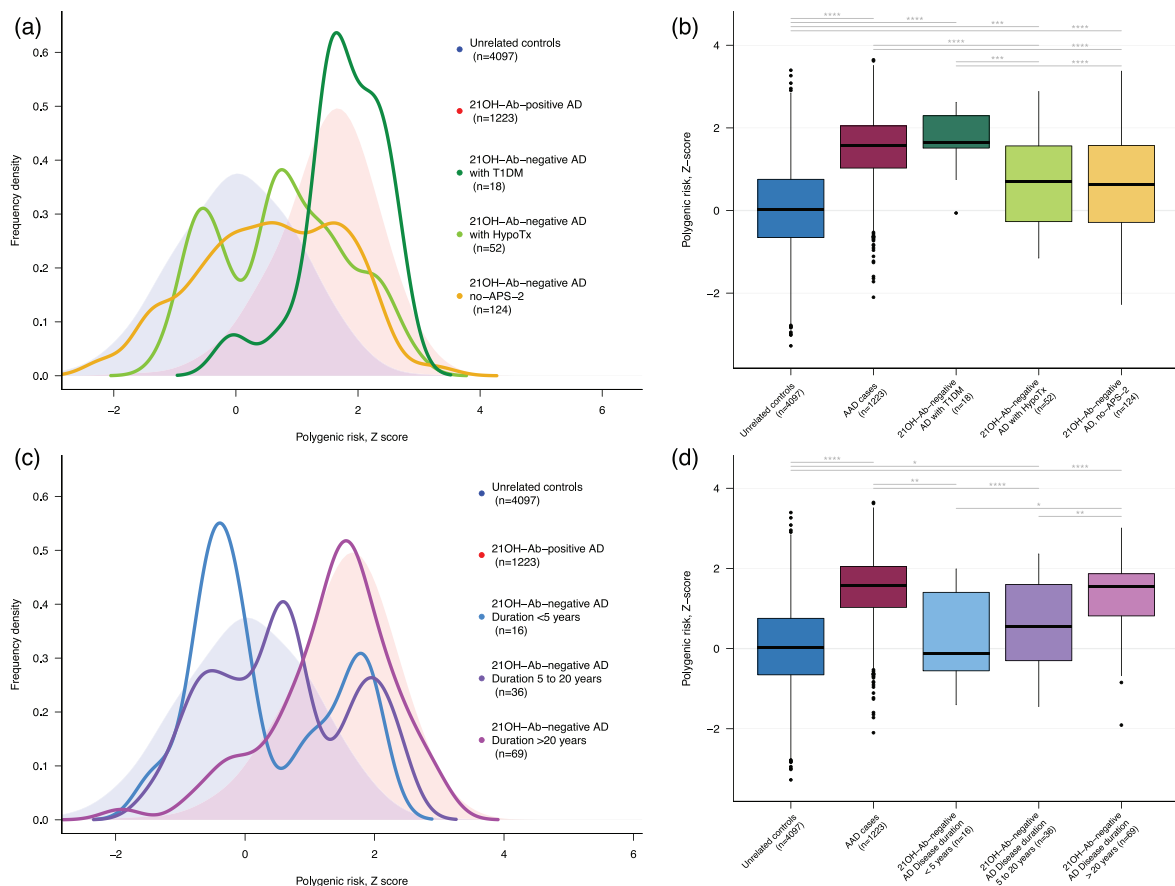 (a)
0.6
0.5
0.4
0.3
0.2
0.1
0.0
Frequency density
−2
0
2
4
6
Polygenic risk, Z score
Unrelated controls
(n=4097)
21OH−Ab−positive AD
(n=1223)
21OH−Ab−negative AD
with T1DM
(n=18)
21OH−Ab−negative AD
with HypoTx
(n=52)
21OH−Ab−negative AD
no−APS−2
(n=124)
(b)
****
****
***
****
****
****
***
****
4
2
0
−2
Polygenic risk, Z−score
Unrelated controls
(n=4097)
AAD cases
(n=1223)
21OH−Ab−negative
AD with T1DM
(n=18)
21OH−Ab−negative
AD with HypoTx
(n=52)
21OH−Ab−negative
AD, no−APS−2
(n=124)
(c)
0.6
0.5
0.4
0.3
0.2
0.1
0.0
Frequency density
−2
0
2
4
6
Polygenic risk, Z score
Unrelated controls
(n=4097)
21OH−Ab−positive AD
(n=1223)
21OH−Ab−negative AD
Duration <5 years
(n=16)
21OH−Ab−negative AD
Duration 5 to 20 years
(n=36)
21OH−Ab−negative AD
Duration >20 years
(n=69)
(d)
****
*
****
**
****
*
**
4
2
0
−2
Polygenic risk, Z−score
Unrelated controls
(n=4097)
AAD cases
(n=1223)
21OH−Ab−negative
AD Disease duration
< 5 years (n=16)
21OH−Ab−negative
AD Disease duration
5 to 20 years (n=36)
21OH−Ab−negative
AD Disease duration
> 20 years (n=69)